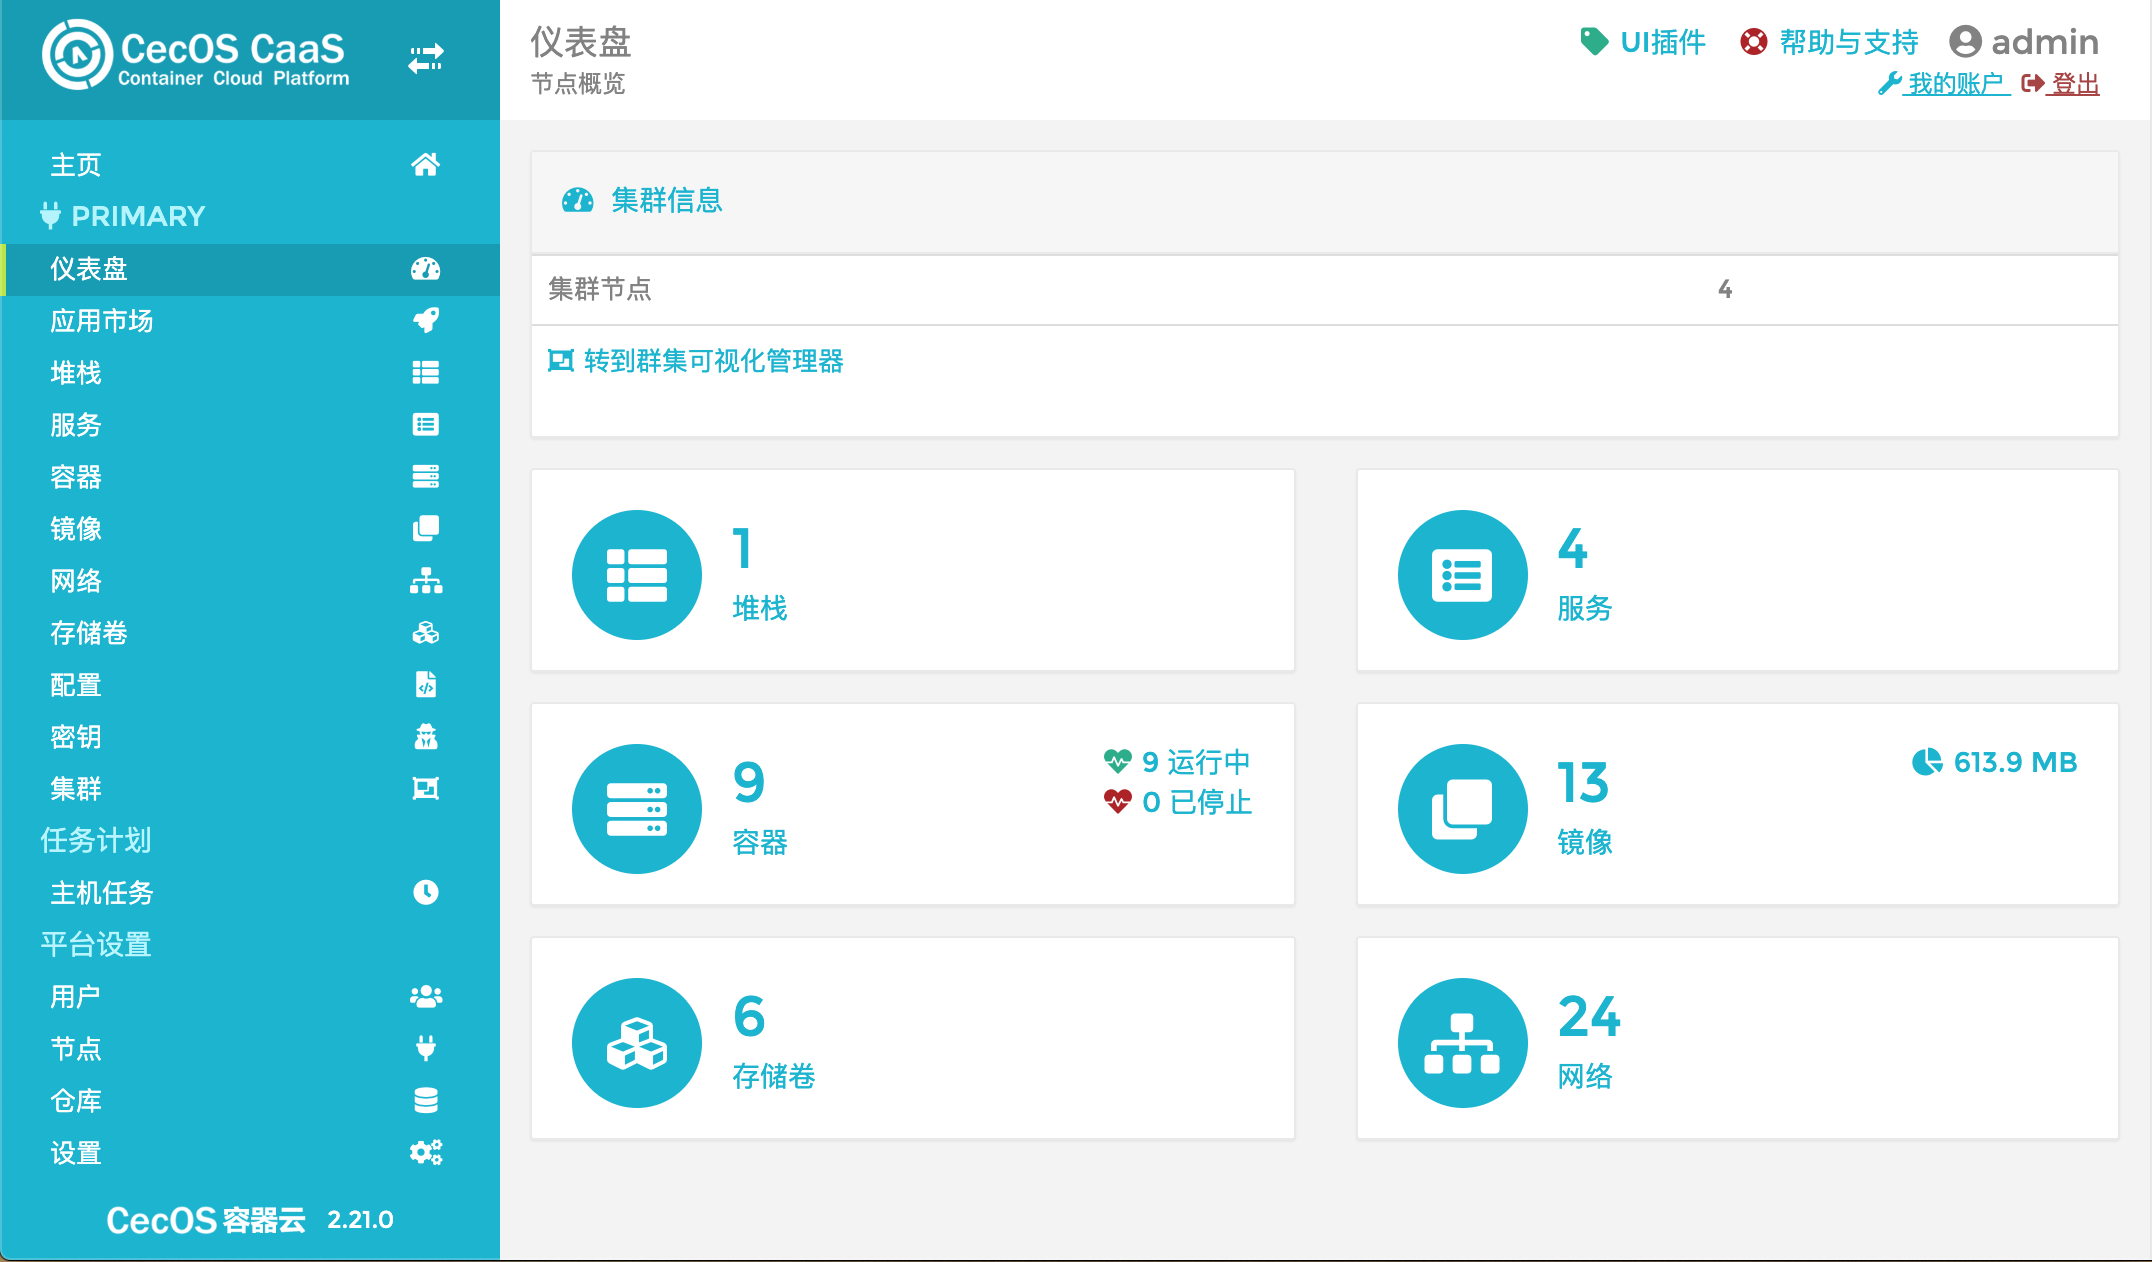 CecOS CaaS
Container Cloud Platform
主页
PRIMARY
仪表盘
应用市场
堆栈
服务
容器
镜像
网络
存储卷
配置
密钥
集群
任务计划
主机任务
平台设置
用户
节点
仓库
设置
CecOS 容器云 2.21.0
仪表盘
节点概览
UI插件 帮助与支持 admin
我的账户 登出
集群信息
集群节点 4
转到群集可视化管理器
1
堆栈
4
服务
9
容器
9 运行中
0 已停止
13
镜像
613.9 MB
6
存储卷
24
网络